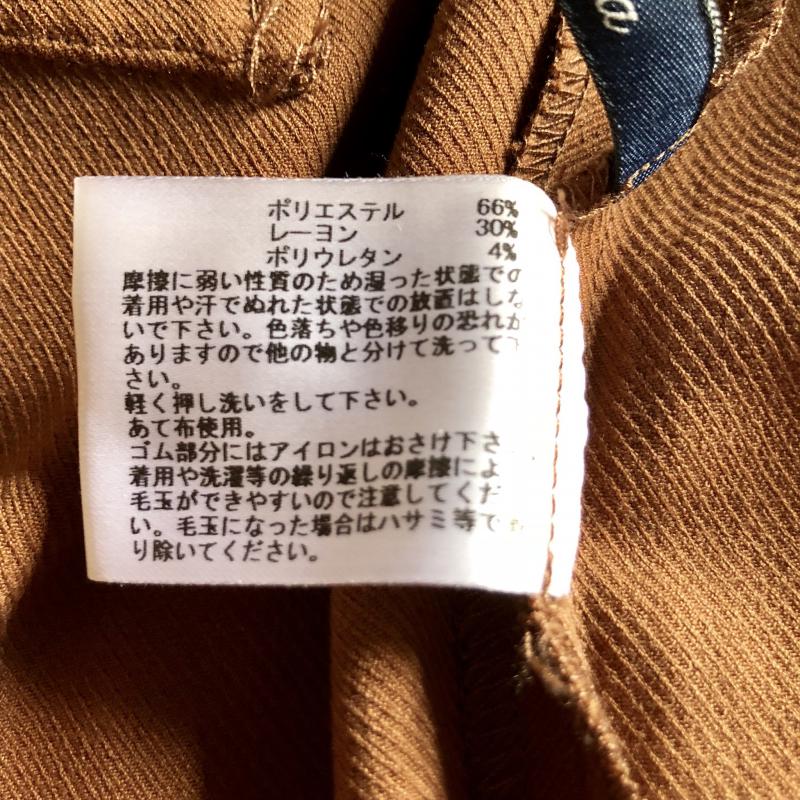 a
ポリエステル 66%
レーヨン 30%
ポリウレタン 4%
摩擦に弱い性質のため湿った状態での
着用や汗でぬれた状態での放置はしな
いで下さい。色落ちや色移りの恐れが
ありますので他の物と分けて洗って
さい。
軽く押し洗いをして下さい。
あて布使用。
ゴム部分にはアイロンはおさけ下さ
着用や洗濯等の繰り返しの摩擦によ
毛玉ができやすいので注意してくだ
い。毛玉になった場合はハサミ等で
り除いてください。